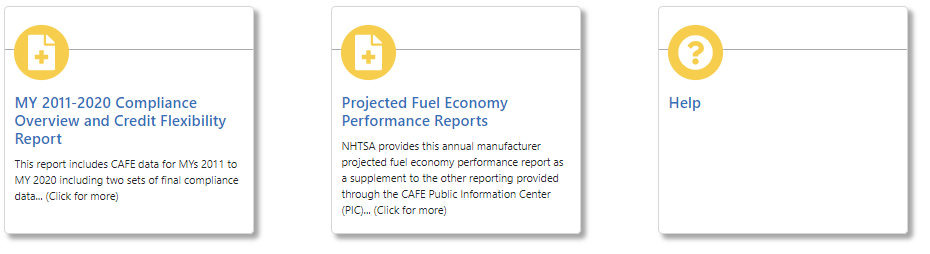 MY 2011-2020 Compliance
Overview and Credit Flexibility
Report
This report includes CAFE data for MYs 2011 to
MY 2020 including two sets of final compliance
data... (Click for more)
Projected Fuel Economy
Performance Reports
NHTSA provides this annual manufacturer
projected fuel economy performance report as
a supplement to the other reporting provided
through the CAFE Public Information Center
(PIC)... (Click for more)
Help